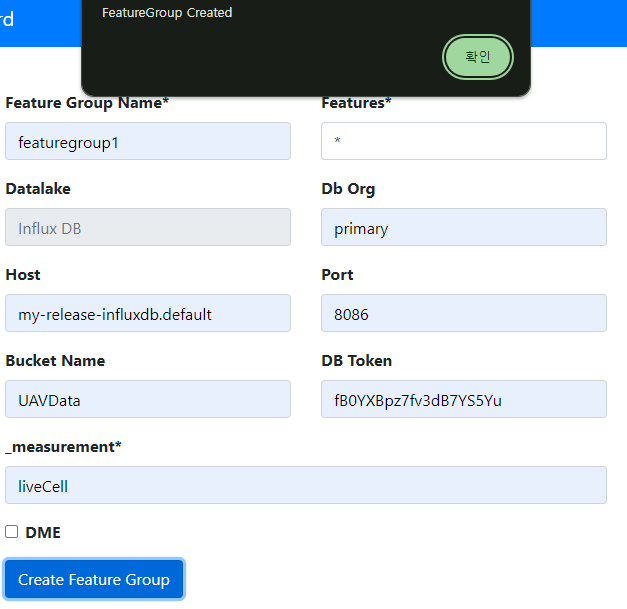 rd
FeatureGroup Created
확인
Feature Group Name* Features*
featuregroup1 *
Datalake Db Org
Influx DB primary
Host Port
my-release-influxdb.default 8086
Bucket Name DB Token
UAVData fB0YXBpz7fv3dB7YS5Yu
_measurement*
liveCell
DME
Create Feature Group